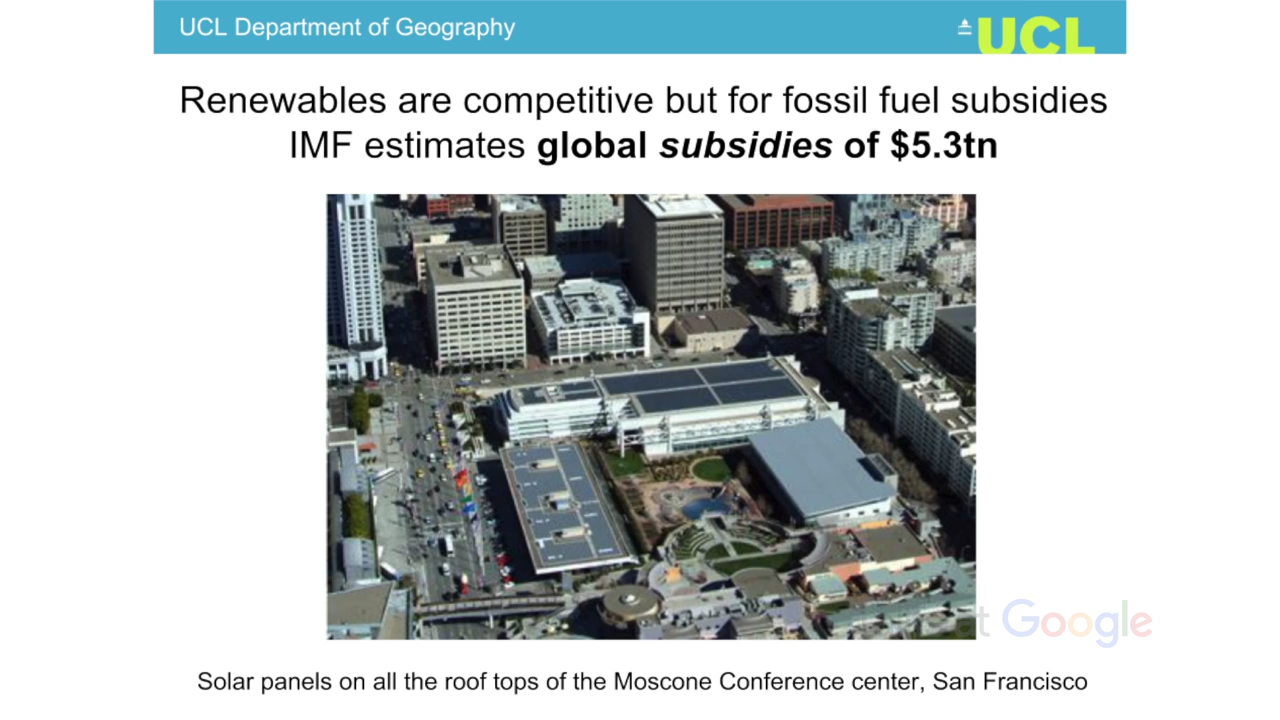 UCL Department of Geography
UCL
Renewables are competitive but for fossil fuel subsidies
IMF estimates global subsidies of $5.3tn
Google
Solar panels on all the roof tops of the Moscone Conference center, San Francisco